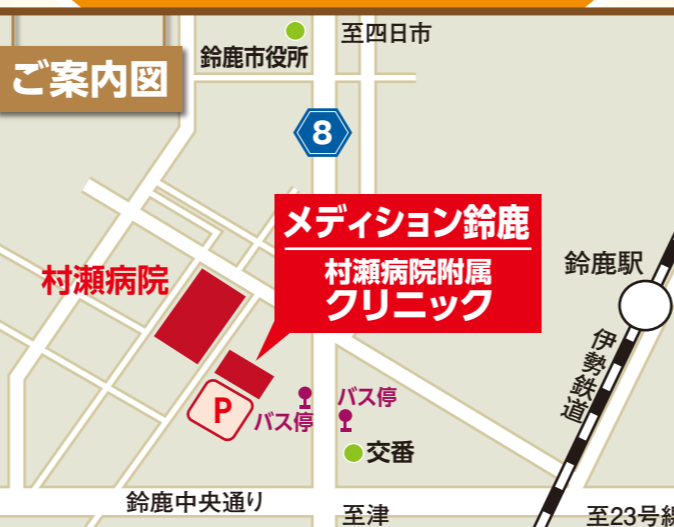 至四日市
鈴鹿市役所
ご案内図
8
メディション鈴鹿
村瀬病院附属
クリニック
鈴鹿駅
村瀬病院
伊勢鉄道
P
バス停
バス停
交番
鈴鹿中央通り
至津
至23号線